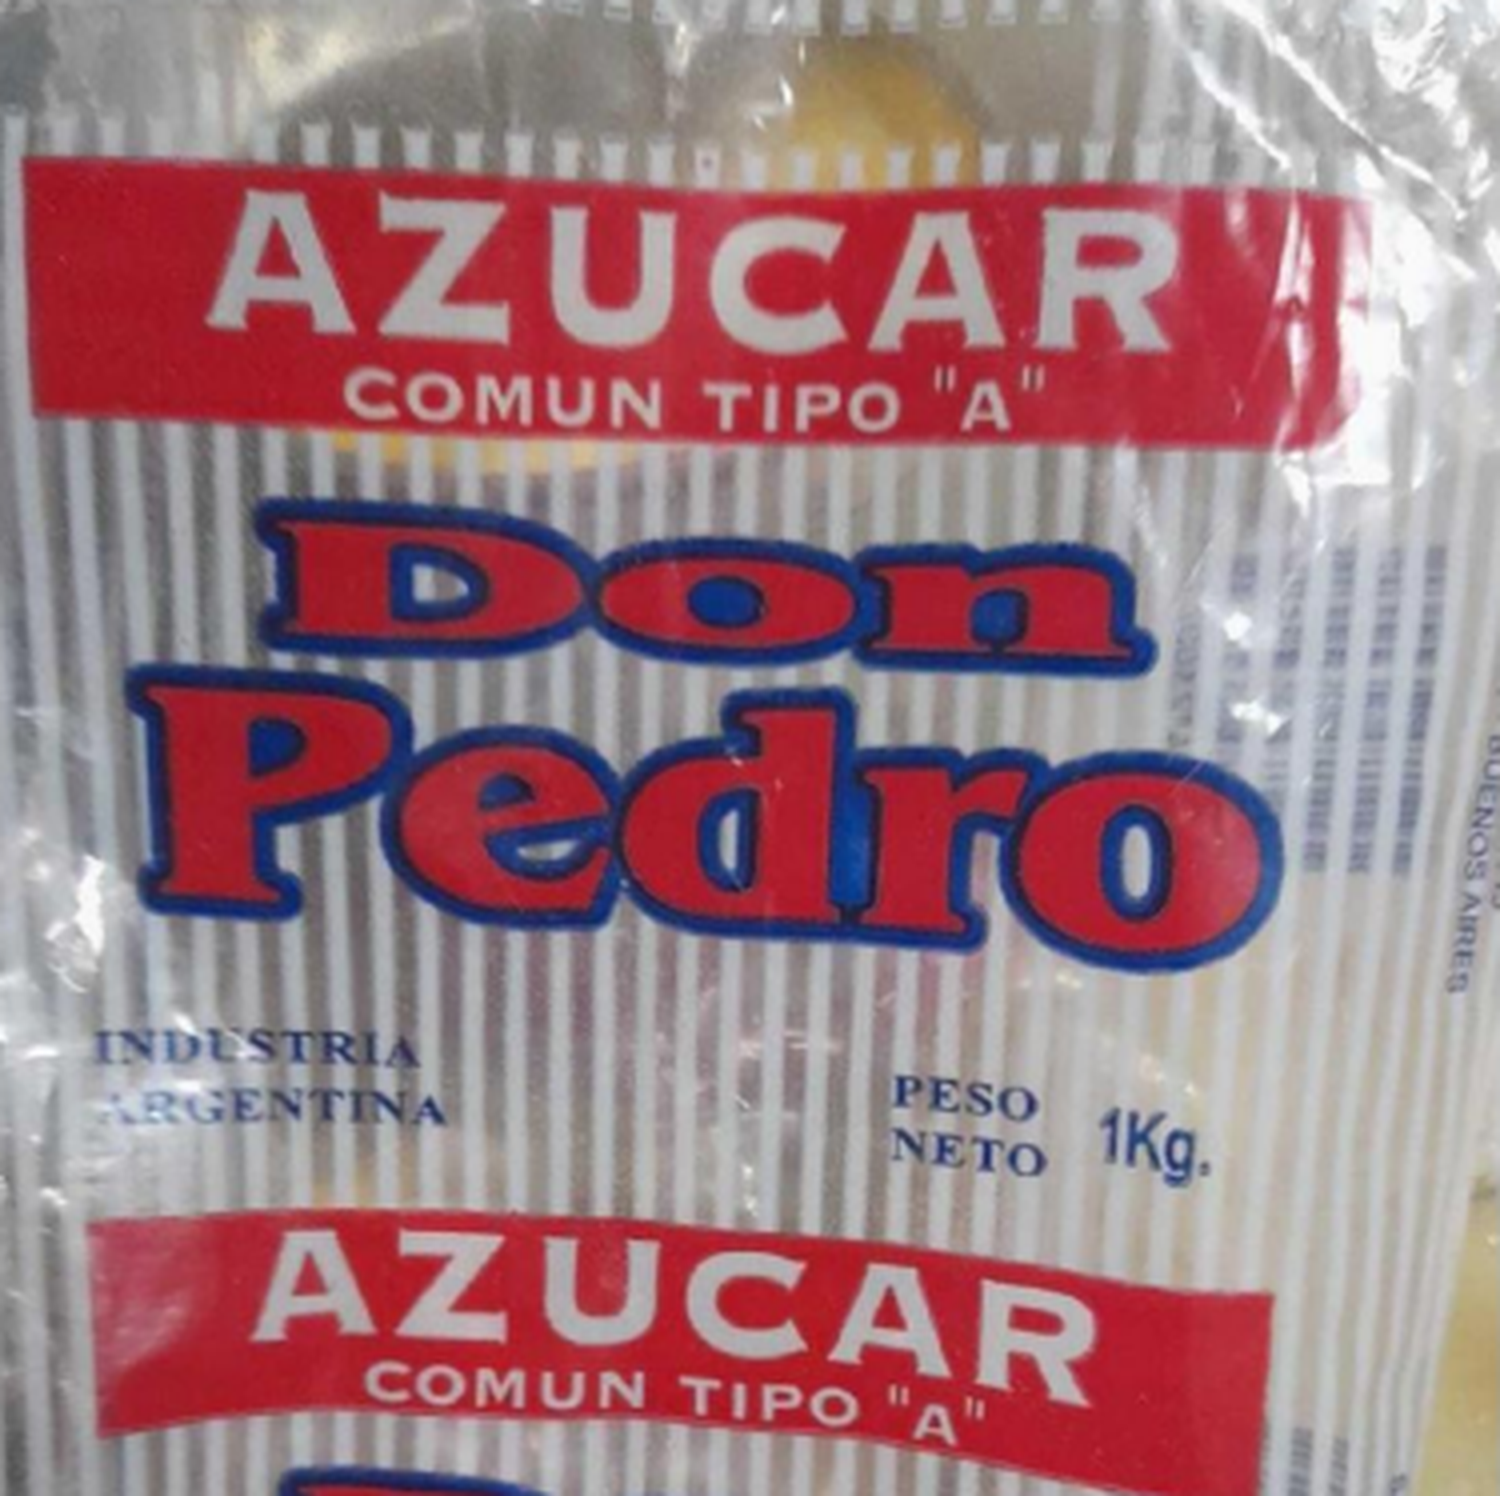 AZUCAR
COMUN TIPO "A"
Don
Pedro
INDUSTRIA
ARGENTINA
PESO
NETO
1Kg.
BUENOS AIRES
AZUCAR
COMUN TIPO "A"